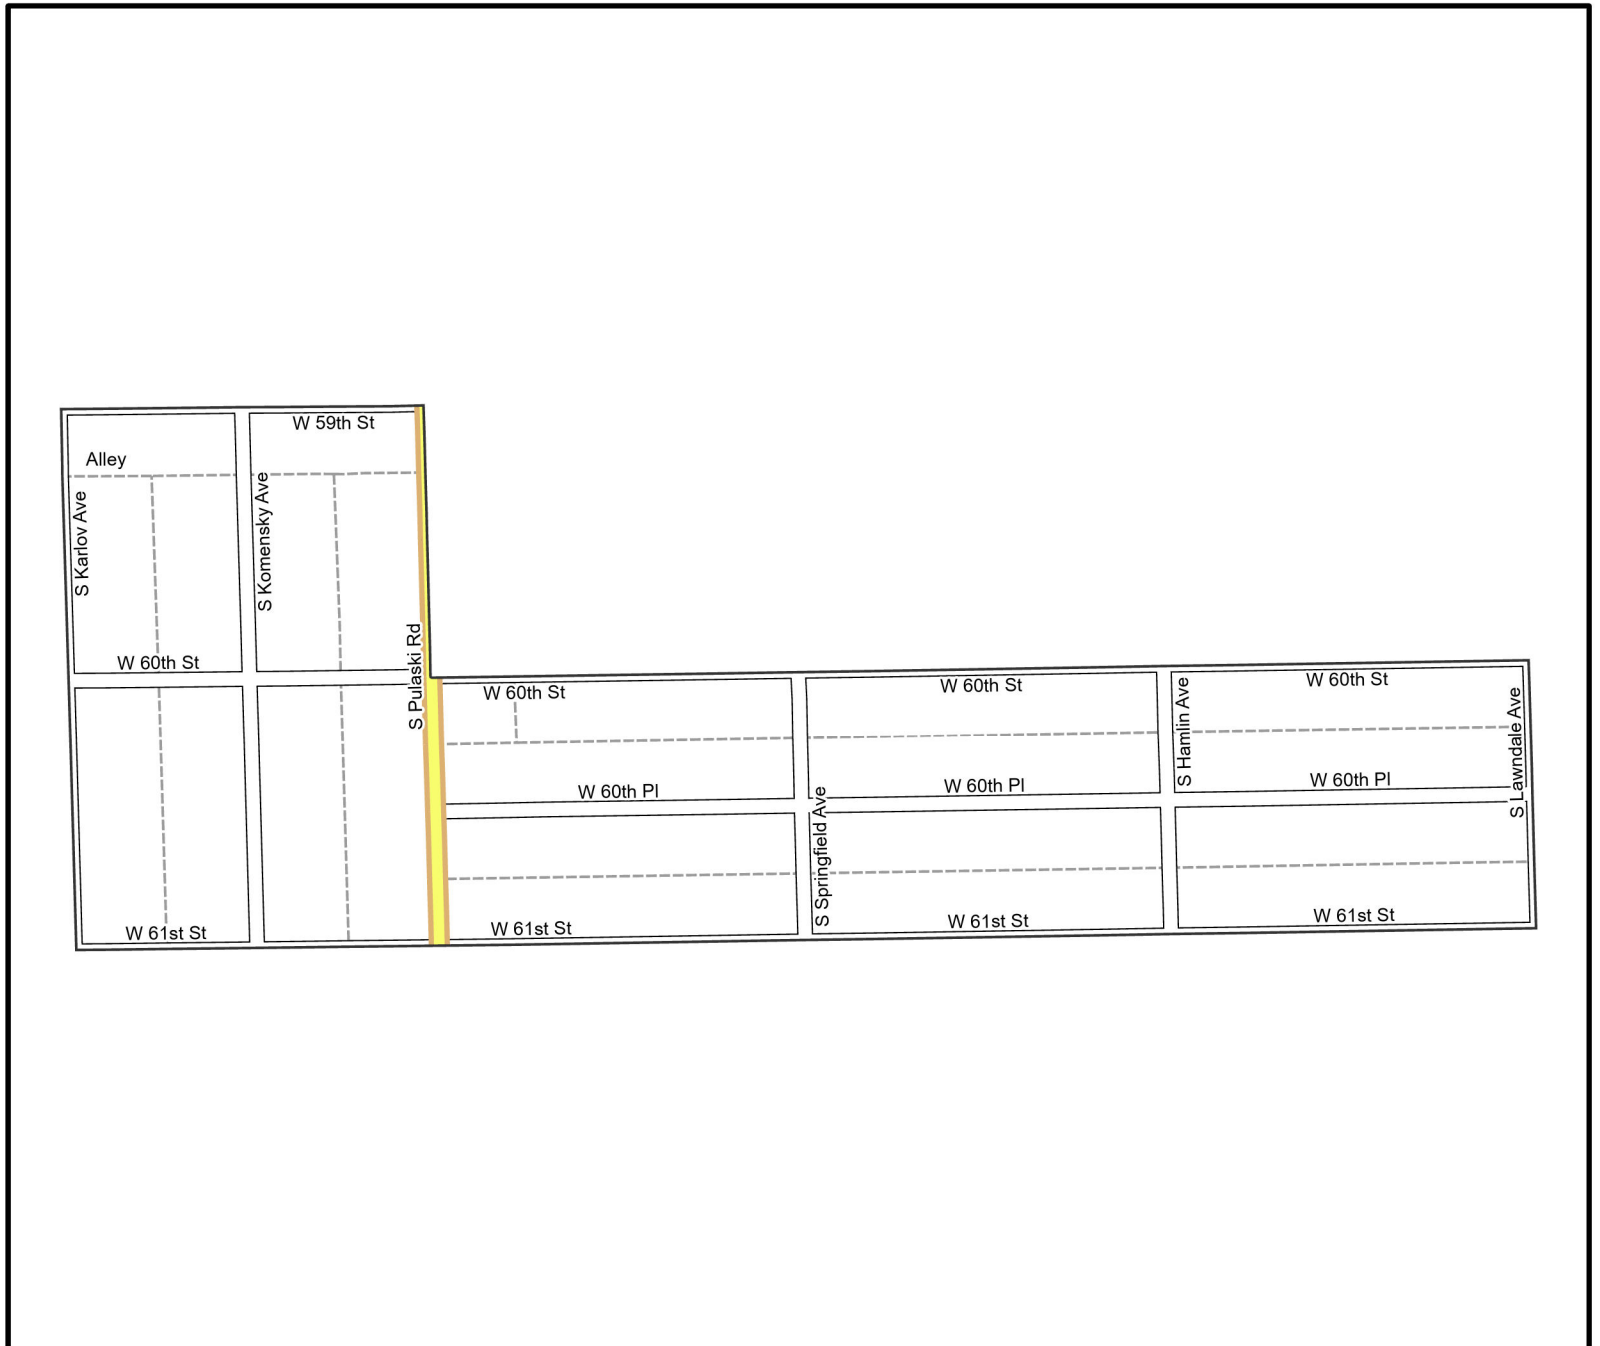 W 59th St
Alley
S Karlov Ave
S Komensky Ave
W 60th St
S Pulaski Rd
W 60th St
W 60th St
W 60th St
S Hamlin Ave
S Lawndale Ave
W 60th Pl
W 60th Pl
W 60th Pl
S Springfield Ave
W 61st St
W 61st St
W 61st St
W 61st St